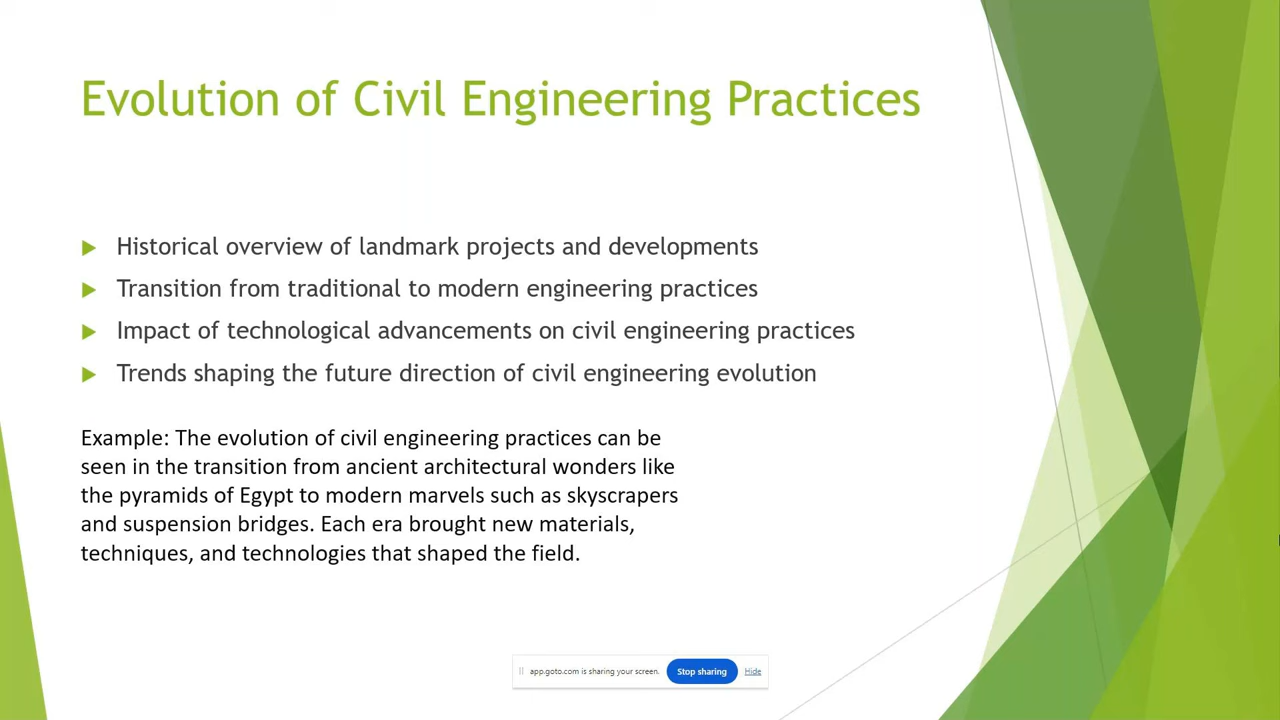 Evolution of Civil Engineering Practices
Historical overview of landmark projects and developments
Transition from traditional to modern engineering practices
Impact of technological advancements on civil engineering practices
Trends shaping the future direction of civil engineering evolution
Example: The evolution of civil engineering practices can be
seen in the transition from ancient architectural wonders like
the pyramids of Egypt to modern marvels such as skyscrapers
and suspension bridges. Each era brought new materials,
techniques, and technologies that shaped the field.
app.goto.com is sharing your screen. Stop sharing Hide